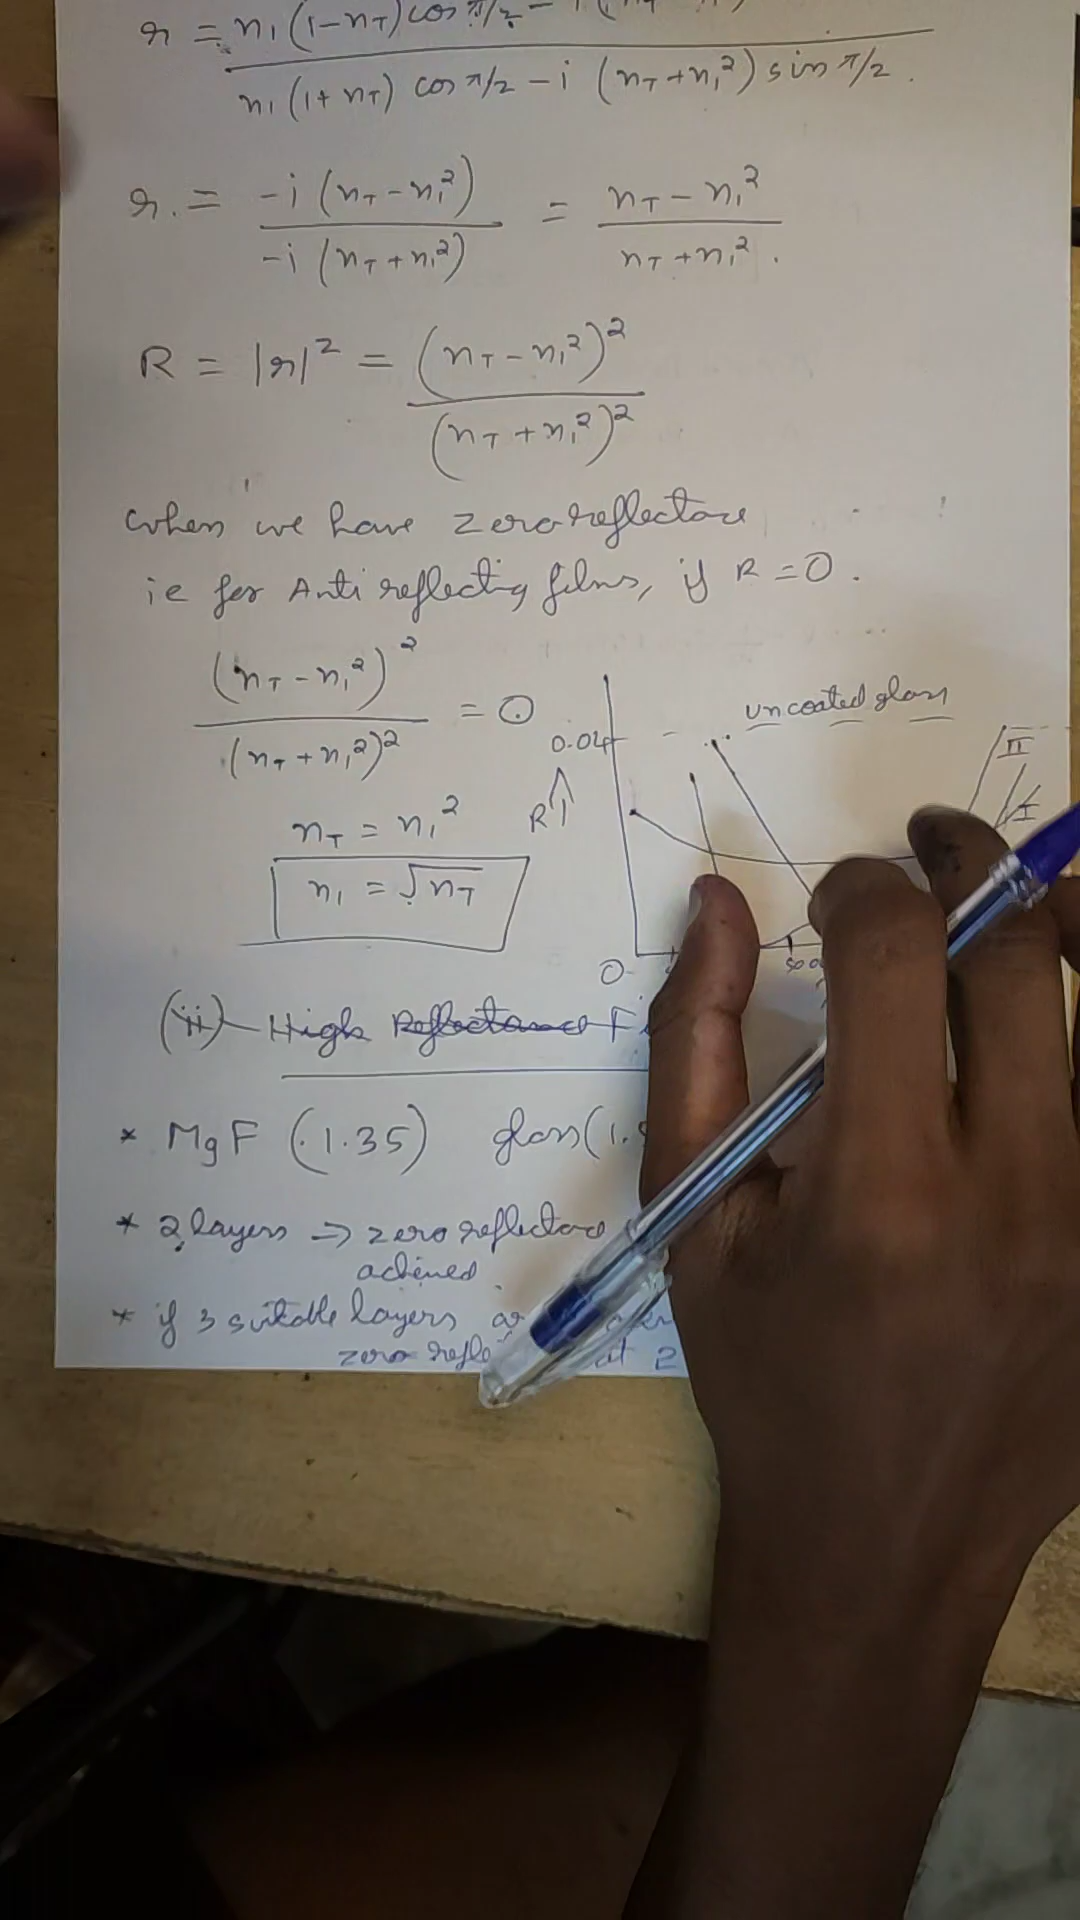 r = n₁(1-n_T) cos π/2 - i
n₁(1+n_T) cos π/2 - i (n_T+n₁²) sin π/2.
r. = -i (n_T-n₁²) / -i (n_T+n₁²) = n_T-n₁² / n_T+n₁².
R = |r|² = (n_T-n₁²)² / (n_T+n₁²)²
when we have zero reflectance
ie for Anti reflecting films, if R=0.
(n_T-n₁²)² / (n_T+n₁²)² = 0
uncoated glass
0.04
II
R↑
I
n_T = n₁²
n₁ = √n_T
0
500
(ii) High Reflectance Fi
* MgF (1.35) glass (1.
* 2 layers ⇒ zero reflectance
achieved.
* if 3 suitable layers
zero at 2